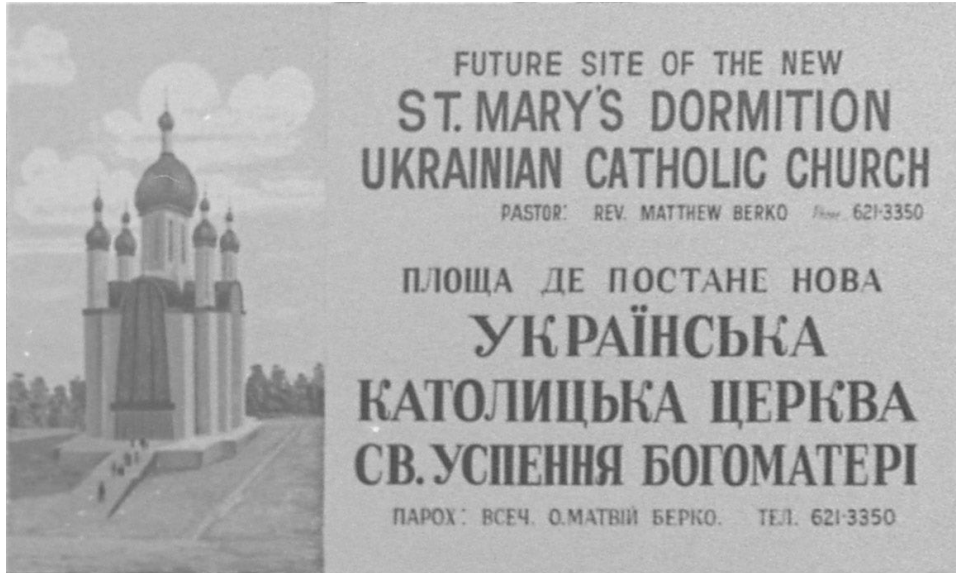 FUTURE SITE OF THE NEW
ST. MARY'S DORMITION
UKRAINIAN CATHOLIC CHURCH
PASTOR: REV. MATTHEW BERKO Phone. 621-3350
ПЛОЩА ДЕ ПОСТАНЕ НОВА
УКРАЇНСЬКА
КАТОЛИЦЬКА ЦЕРКВА
СВ. УСПЕННЯ БОГОМАТЕРІ
ПАРОХ: ВСЕЧ. О.МАТВІЙ БЕРКО. ТЕЛ. 621-3350